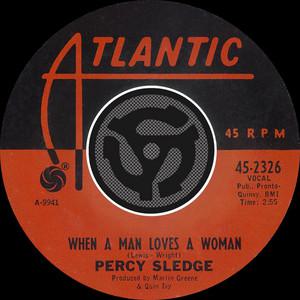 ATLANTIC
45 RPM
45-2326
VOCAL
Pub., Pronto-
Quinvy, BMI
Time: 2:55
A-9941
WHEN A MAN LOVES A WOMAN
(Lewis - Wright)
PERCY SLEDGE
Produced by Marlin Greene
& Quin Ivy